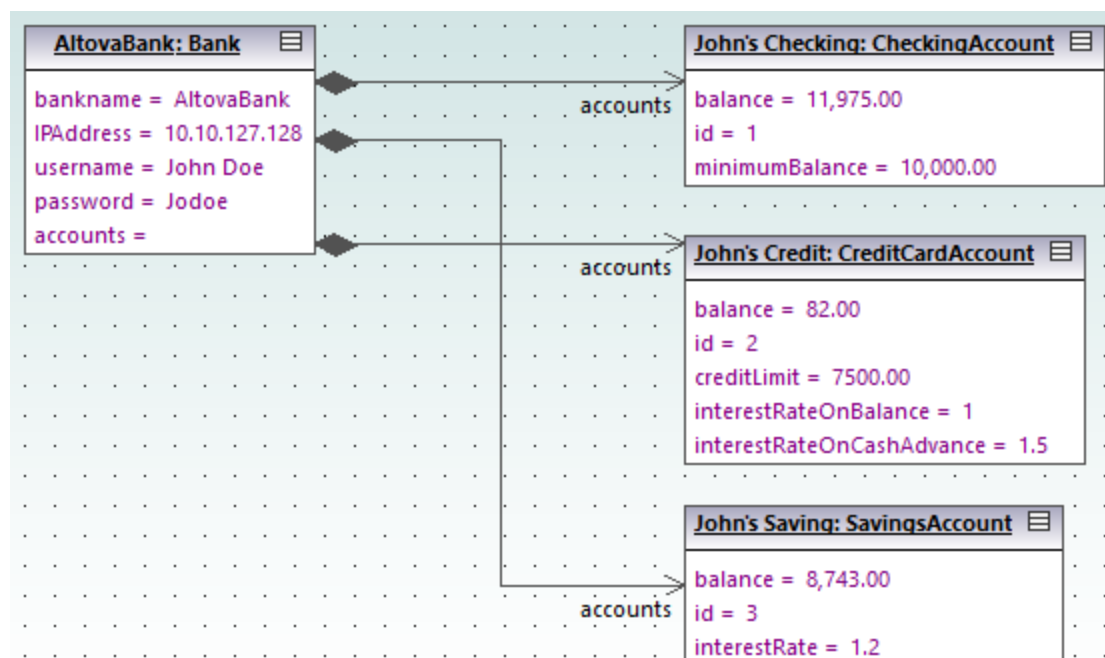 AltovaBank: Bank
bankname = AltovaBank
IPAddress = 10.10.127.128
username = John Doe
password = Jodoe
accounts =
accounts
John's Checking: CheckingAccount
balance = 11,975.00
id = 1
minimumBalance = 10,000.00
accounts
John's Credit: CreditCardAccount
balance = 82.00
id = 2
creditLimit = 7500.00
interestRateOnBalance = 1
interestRateOnCashAdvance = 1.5
accounts
John's Saving: SavingsAccount
balance = 8,743.00
id = 3
interestRate = 1.2